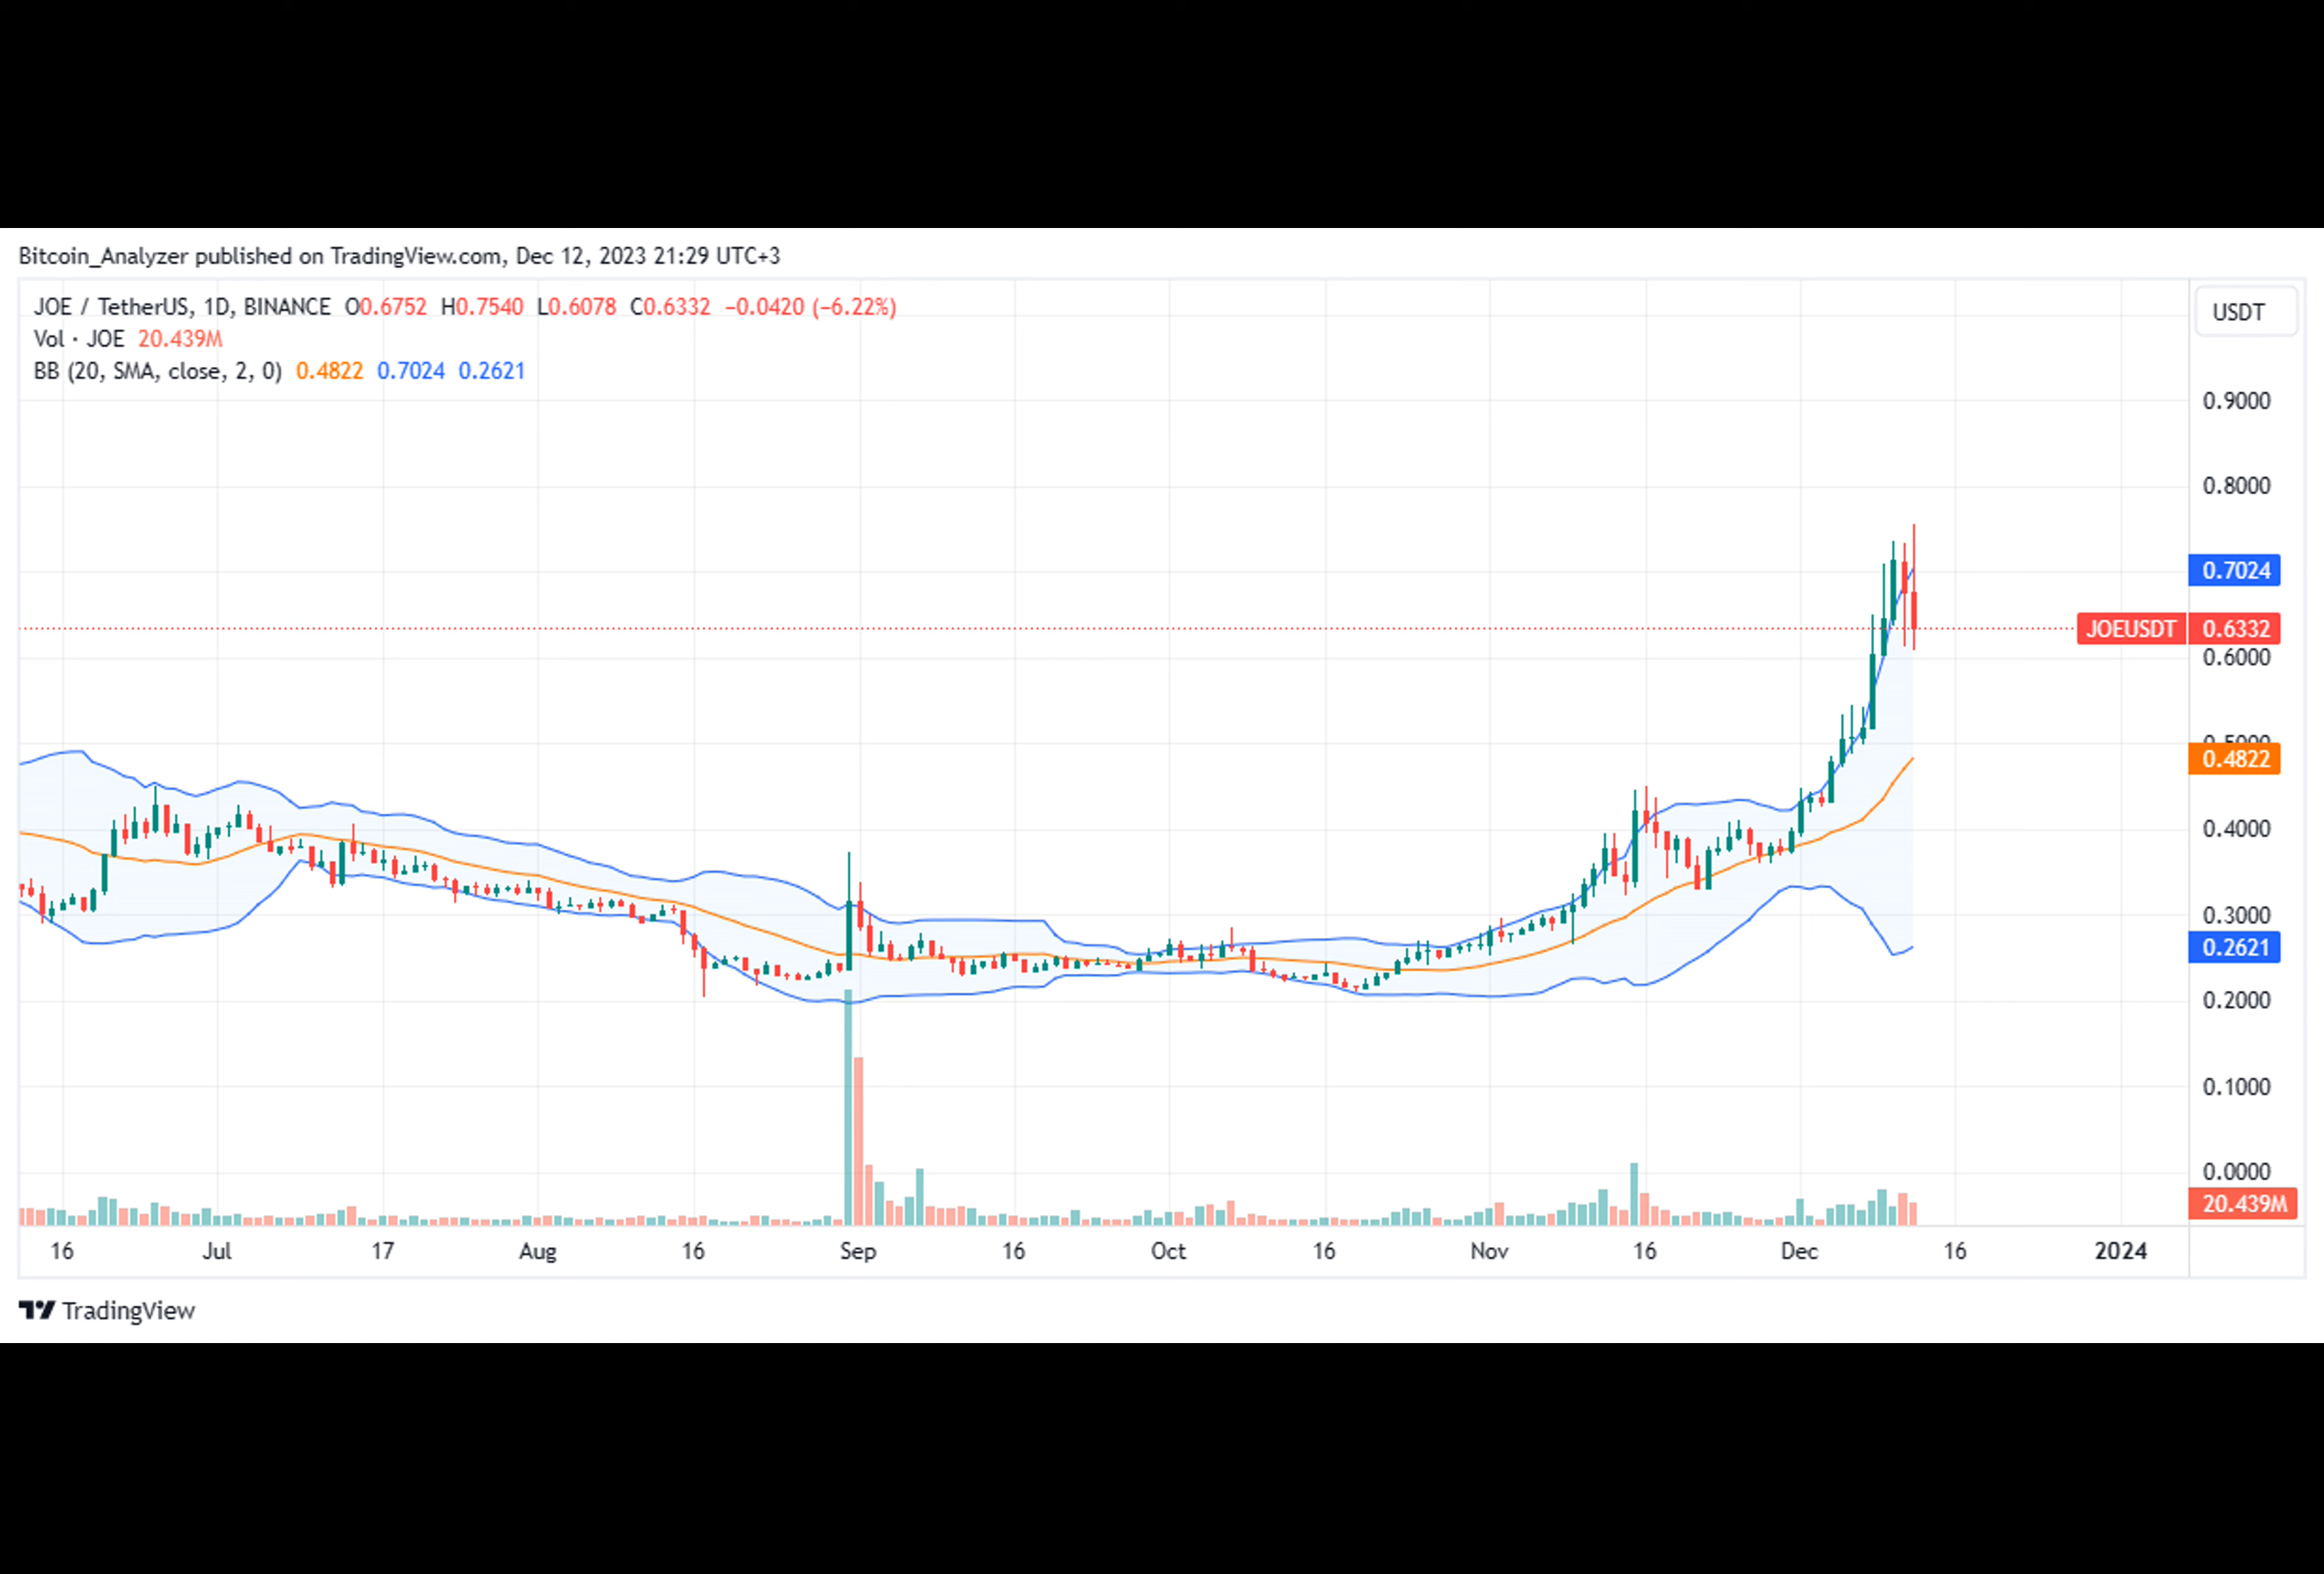 Bitcoin_Analyzer published on TradingView.com, Dec 12, 2023 21:29 UTC+3
JOE / TetherUS, 1D, BINANCE O0.6752 H0.7540 L0.6078 C0.6332 −0.0420 (−6.22%)
USDT
Vol · JOE 20.439M
BB (20, SMA, close, 2, 0) 0.4822 0.7024 0.2621
0.9000
0.8000
0.7024
JOEUSDT 0.6332
0.6000
0.5000
0.4822
0.4000
0.3000
0.2621
0.2000
0.1000
0.0000
20.439M
16 Jul 17 Aug 16 Sep 16 Oct 16 Nov 16 Dec 16 2024
TradingView